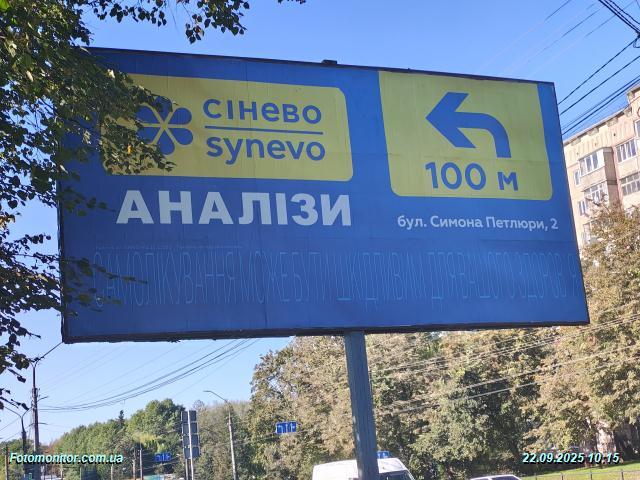 сінево
synevo
100 м
АНАЛІЗИ
бул. Симона Петлюри, 2
САМОЛІКУВАННЯ МОЖЕ БУТИ ШКІДЛИВИМ ДЛЯ ВАШОГО ЗДОРОВ'Я
Fotomonitor.com.ua
22.09.2025 10:15